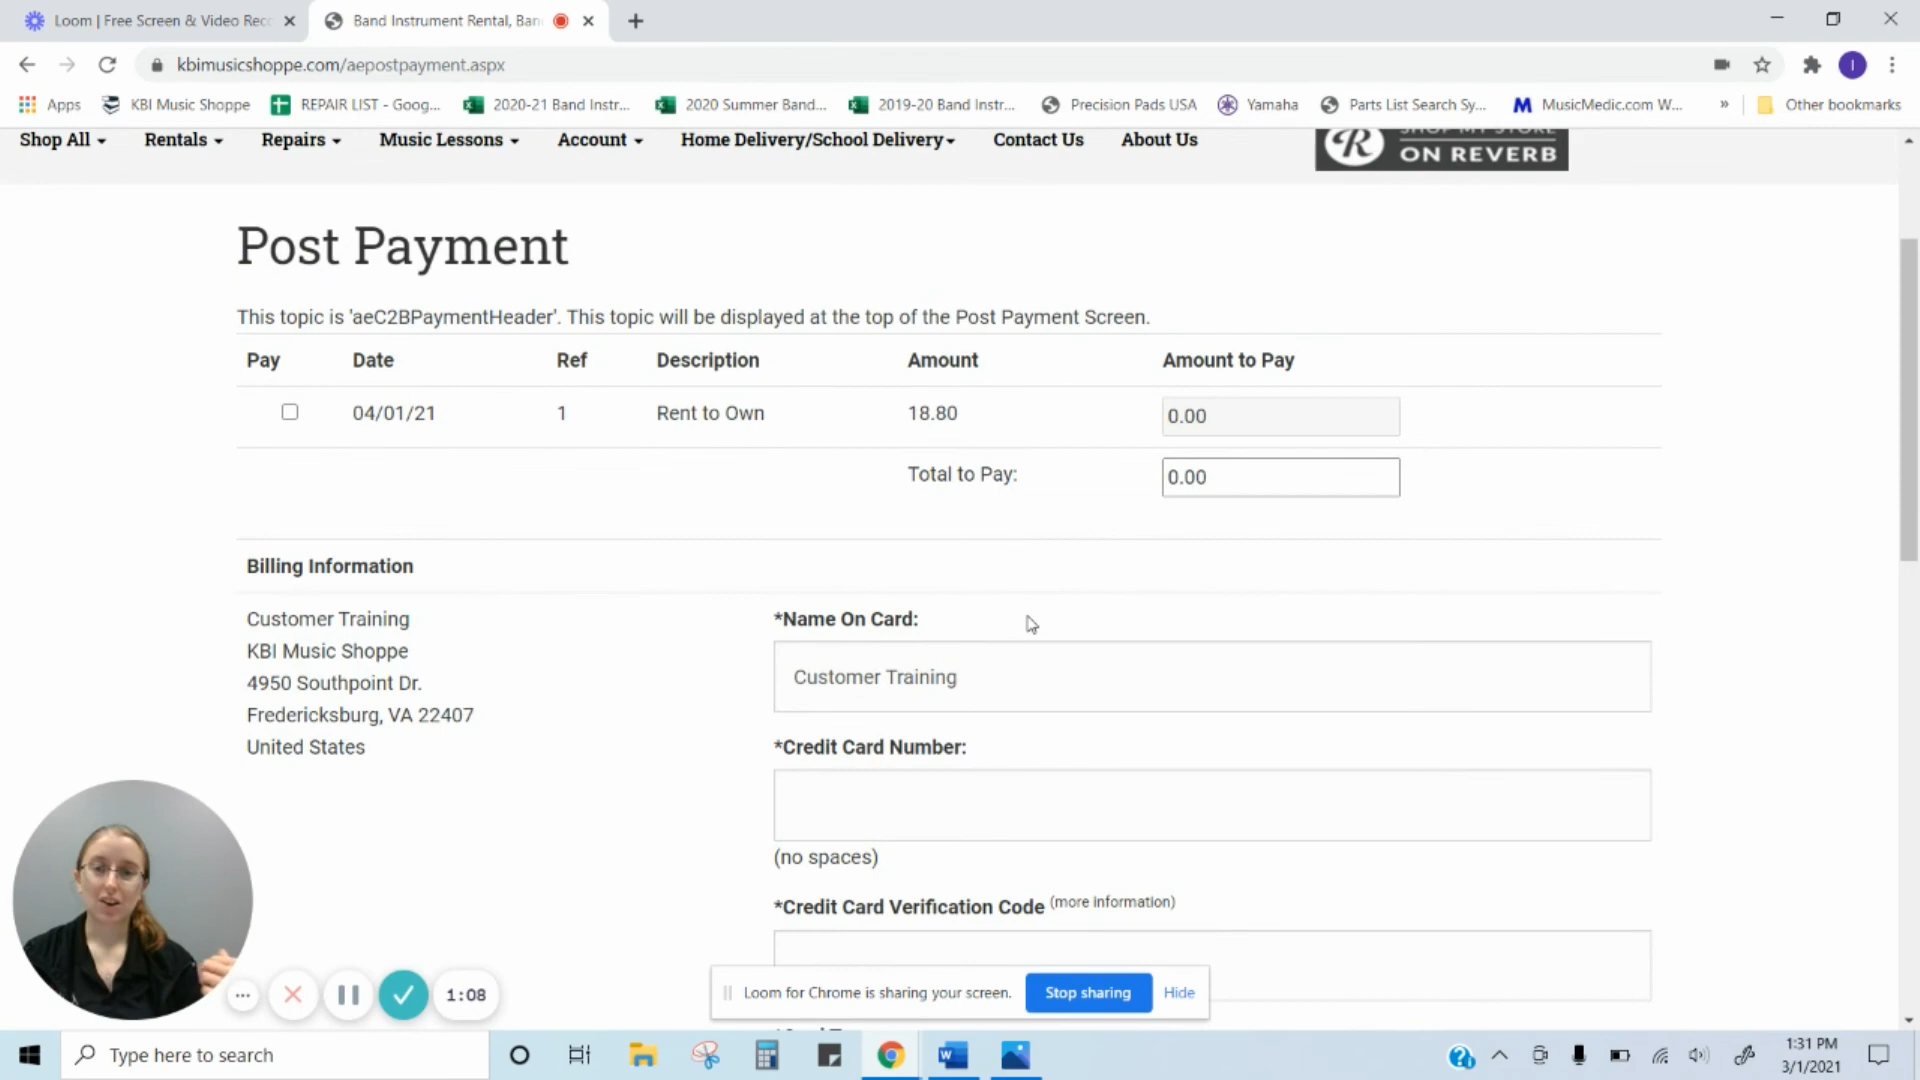 Loom | Free Screen & Video Rec
Band Instrument Rental, Ban
kbimusicshoppe.com/aepostpayment.aspx
I
Apps
KBI Music Shoppe
REPAIR LIST - Goog...
2020-21 Band Instr...
2020 Summer Band...
2019-20 Band Instr...
Precision Pads USA
Yamaha
Parts List Search Sy...
MusicMedic.com W...
»
Other bookmarks
Shop All
Rentals
Repairs
Music Lessons
Account
Home Delivery/School Delivery
Contact Us
About Us
R
SHOP MY STORE
ON REVERB
Post Payment
This topic is 'aeC2BPaymentHeader'. This topic will be displayed at the top of the Post Payment Screen.
Pay Date Ref Description Amount Amount to Pay
04/01/21 1 Rent to Own 18.80 0.00
Total to Pay: 0.00
Billing Information
Customer Training
KBI Music Shoppe
4950 Southpoint Dr.
Fredericksburg, VA 22407
United States
*Name On Card:
Customer Training
*Credit Card Number:
(no spaces)
*Credit Card Verification Code (more information)
1:08
Loom for Chrome is sharing your screen.
Stop sharing
Hide
Type here to search
1:31 PM
3/1/2021